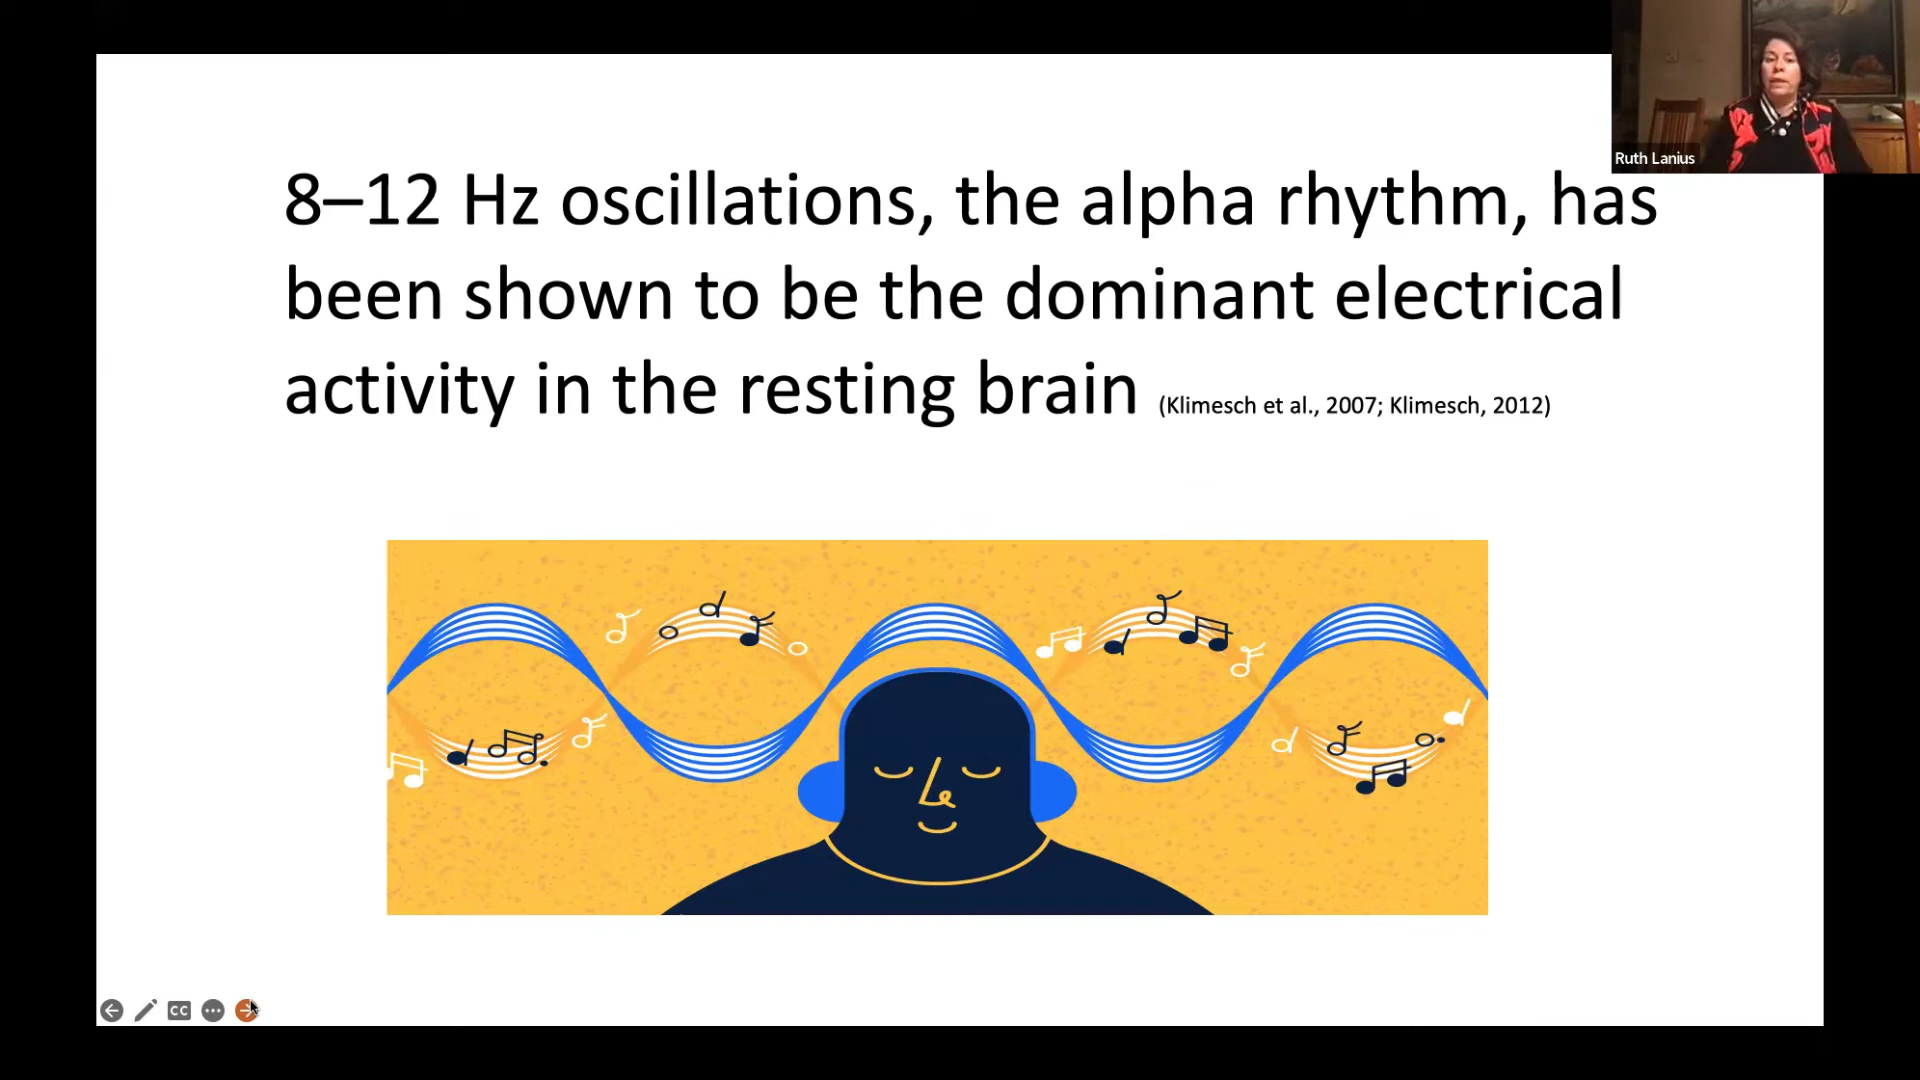 Ruth Lanius
8–12 Hz oscillations, the alpha rhythm, has
been shown to be the dominant electrical
activity in the resting brain (Klimesch et al., 2007; Klimesch, 2012)
CC